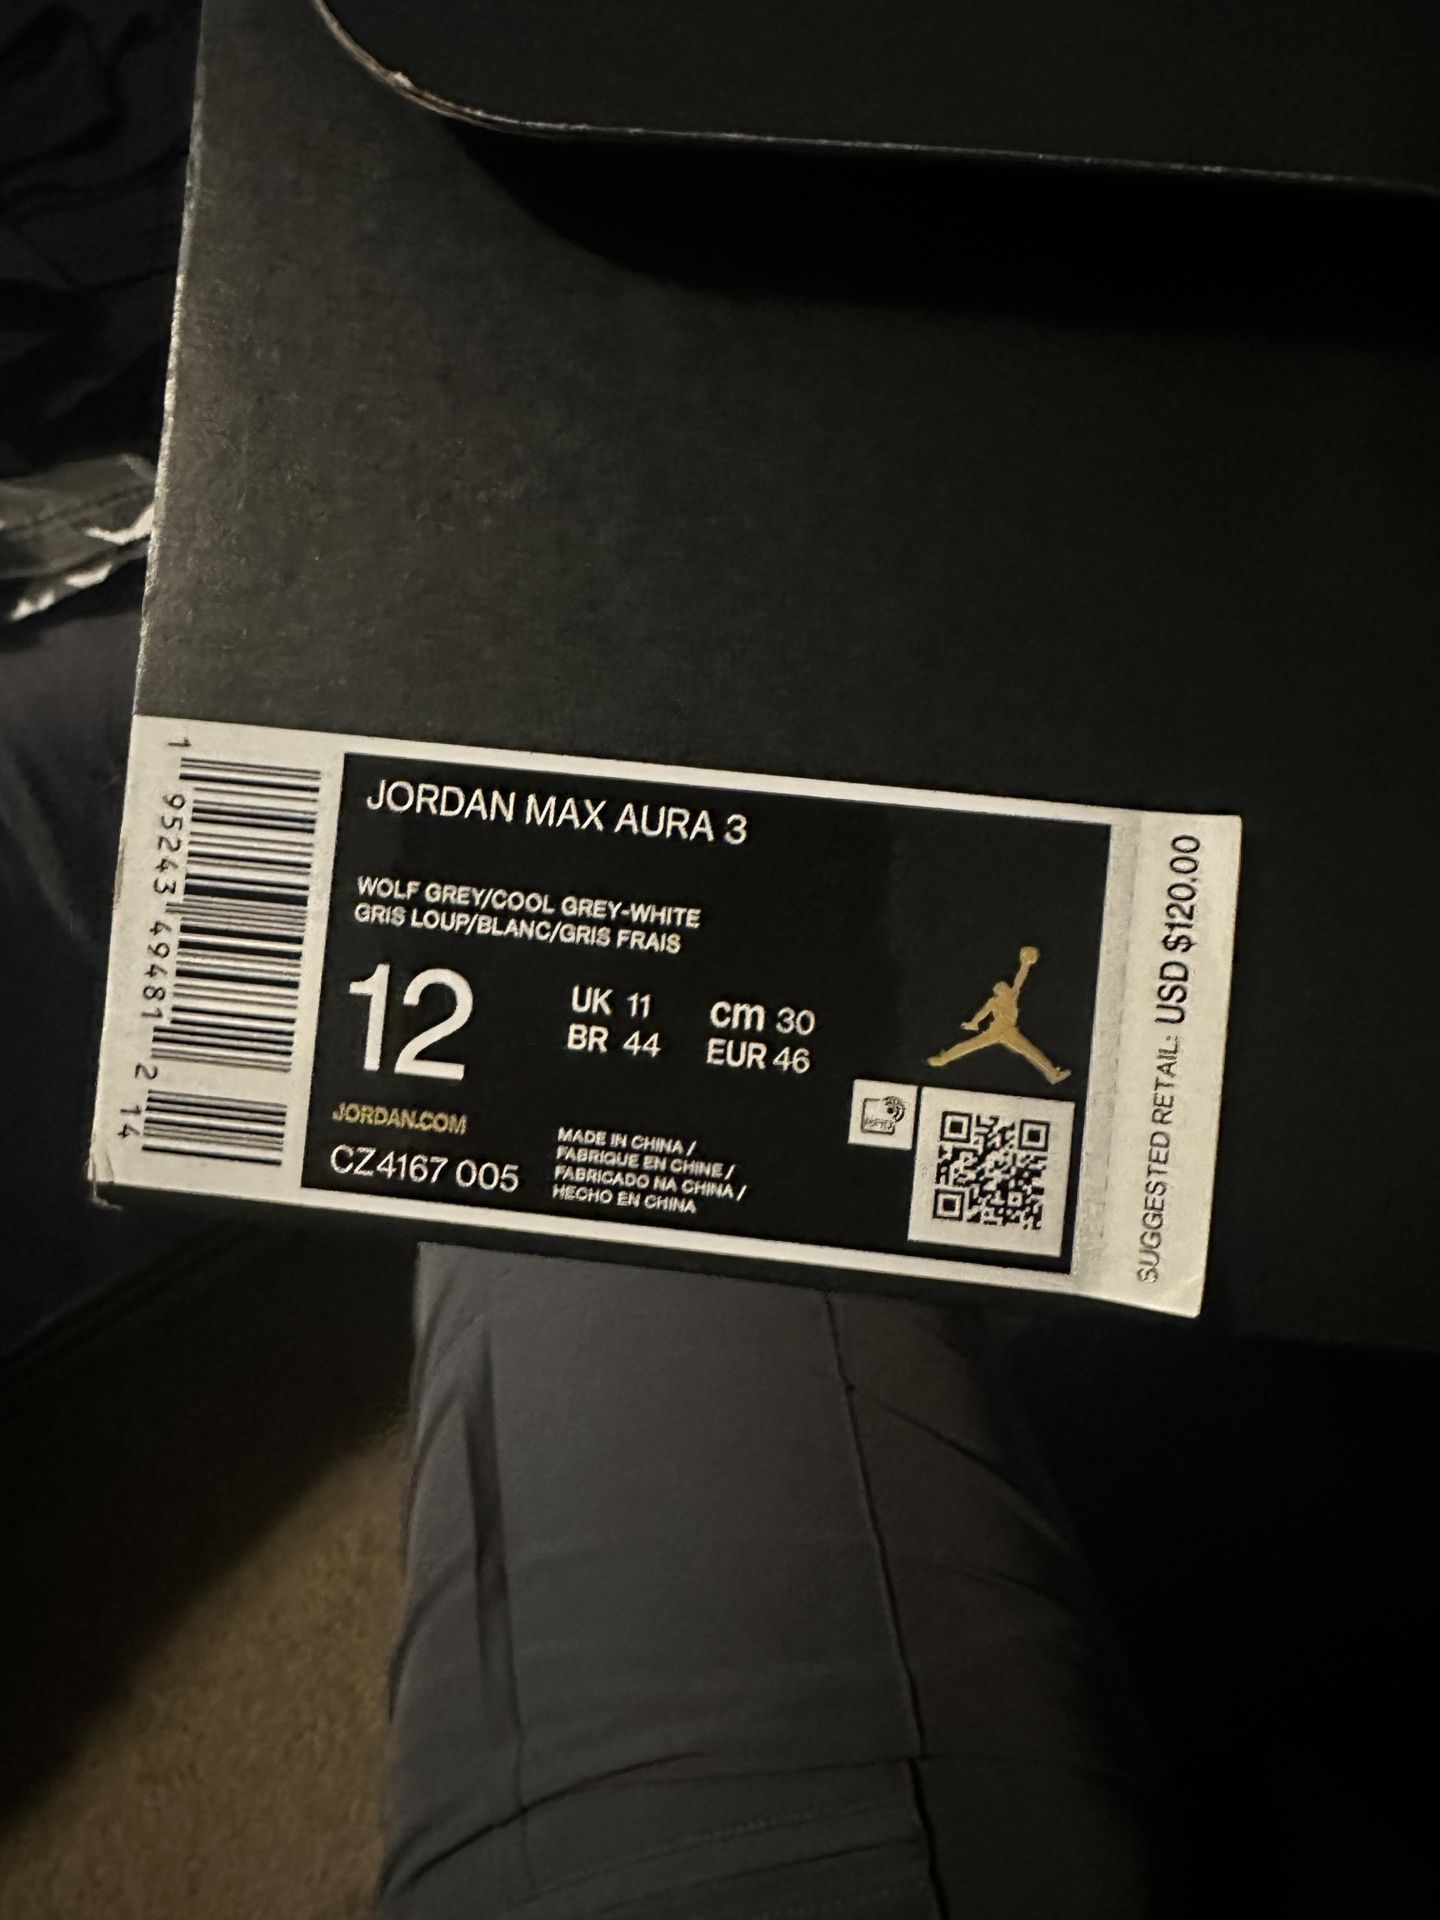 JORDAN MAX AURA 3
WOLF GREY/COOL GREY-WHITE
GRIS LOUP/BLANC/GRIS FRAIS
12
UK 11
cm 30
BR 44
EUR 46
JORDAN.COM
CZ4167 005
MADE IN CHINA /
FABRIQUE EN CHINE /
FABRICADO NA CHINA /
HECHO EN CHINA
1 95243 49481 2 14
SUGGESTED RETAIL: USD $120.00